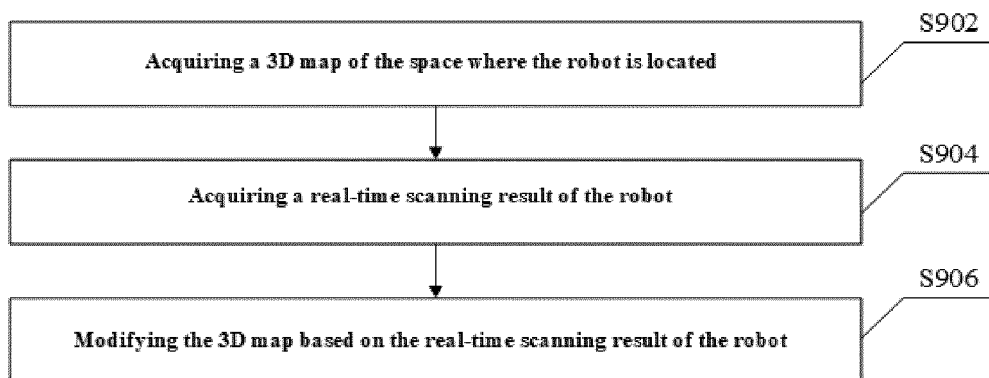 S902
Acquiring a 3D map of the space where the robot is located
S904
Acquiring a real-time scanning result of the robot
S906
Modifying the 3D map based on the real-time scanning result of the robot